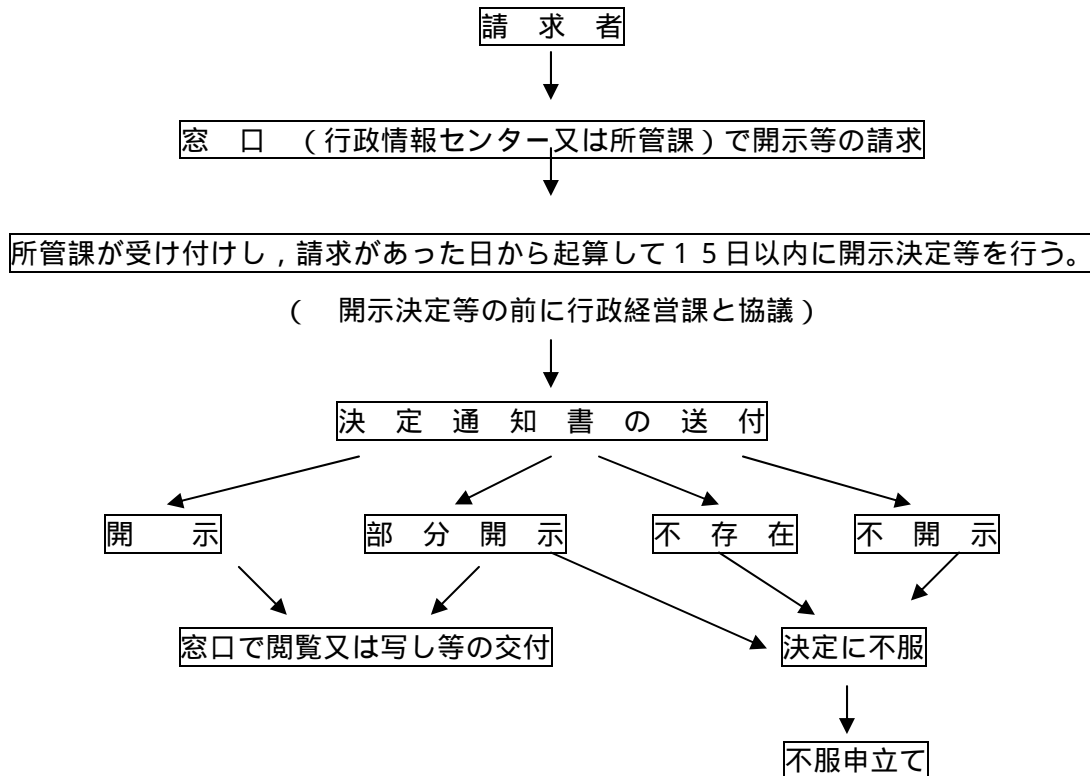 請　求　者
窓　口　（行政情報センター又は所管課）で開示等の請求
所管課が受け付けし，請求があった日から起算して１５日以内に開示決定等を行う。
（　開示決定等の前に行政経営課と協議）
決　定　通　知　書　の　送　付
開　　示　部　分　開　示　不　存　在　不　開　示
窓口で閲覧又は写し等の交付　決定に不服
不服申立て